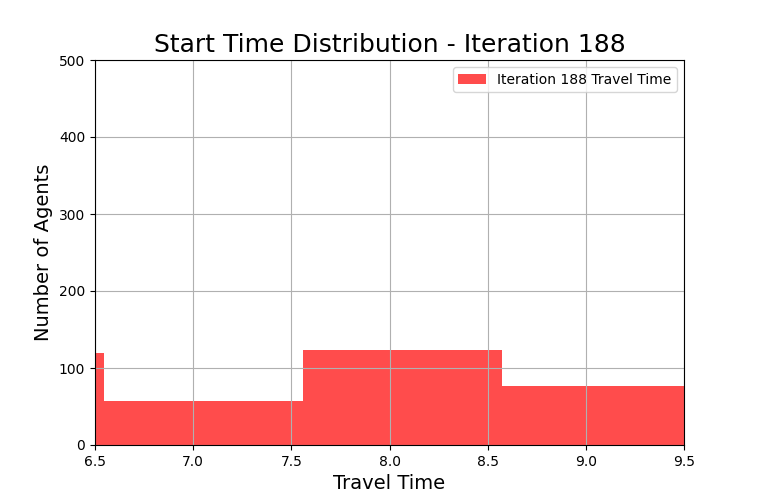 Start Time Distribution - Iteration 188
Iteration 188 Travel Time
Number of Agents
500
400
300
200
100
0
6.5 7.0 7.5 8.0 8.5 9.0 9.5
Travel Time